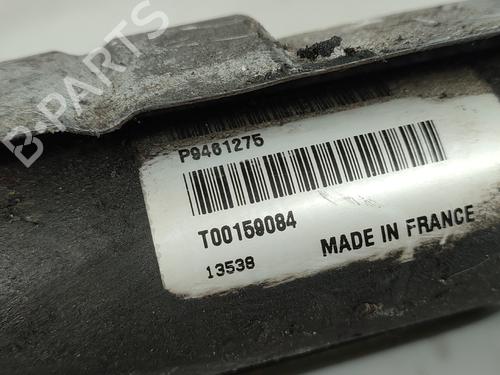 B-PARTS
P9461275
T00159084
13538
MADE IN FRANCE